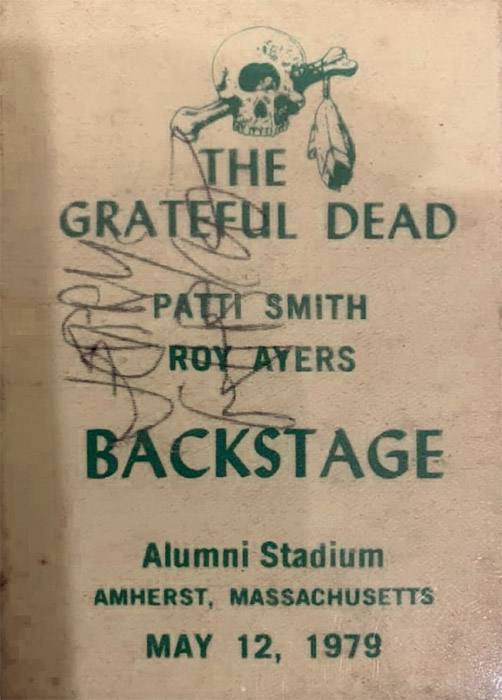 THE
GRATEFUL DEAD
PATTI SMITH
ROY AYERS
BACKSTAGE
Alumni Stadium
AMHERST, MASSACHUSETTS
MAY 12, 1979